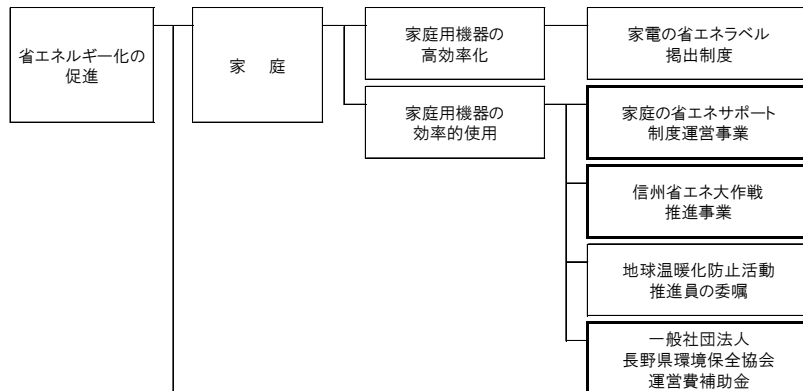 省エネルギー化の
促進
家　庭
家庭用機器の
高効率化
家電の省エネラベル
掲出制度
家庭用機器の
効率的使用
家庭の省エネサポート
制度運営事業
信州省エネ大作戦
推進事業
地球温暖化防止活動
推進員の委嘱
一般社団法人
長野県環境保全協会
運営費補助金